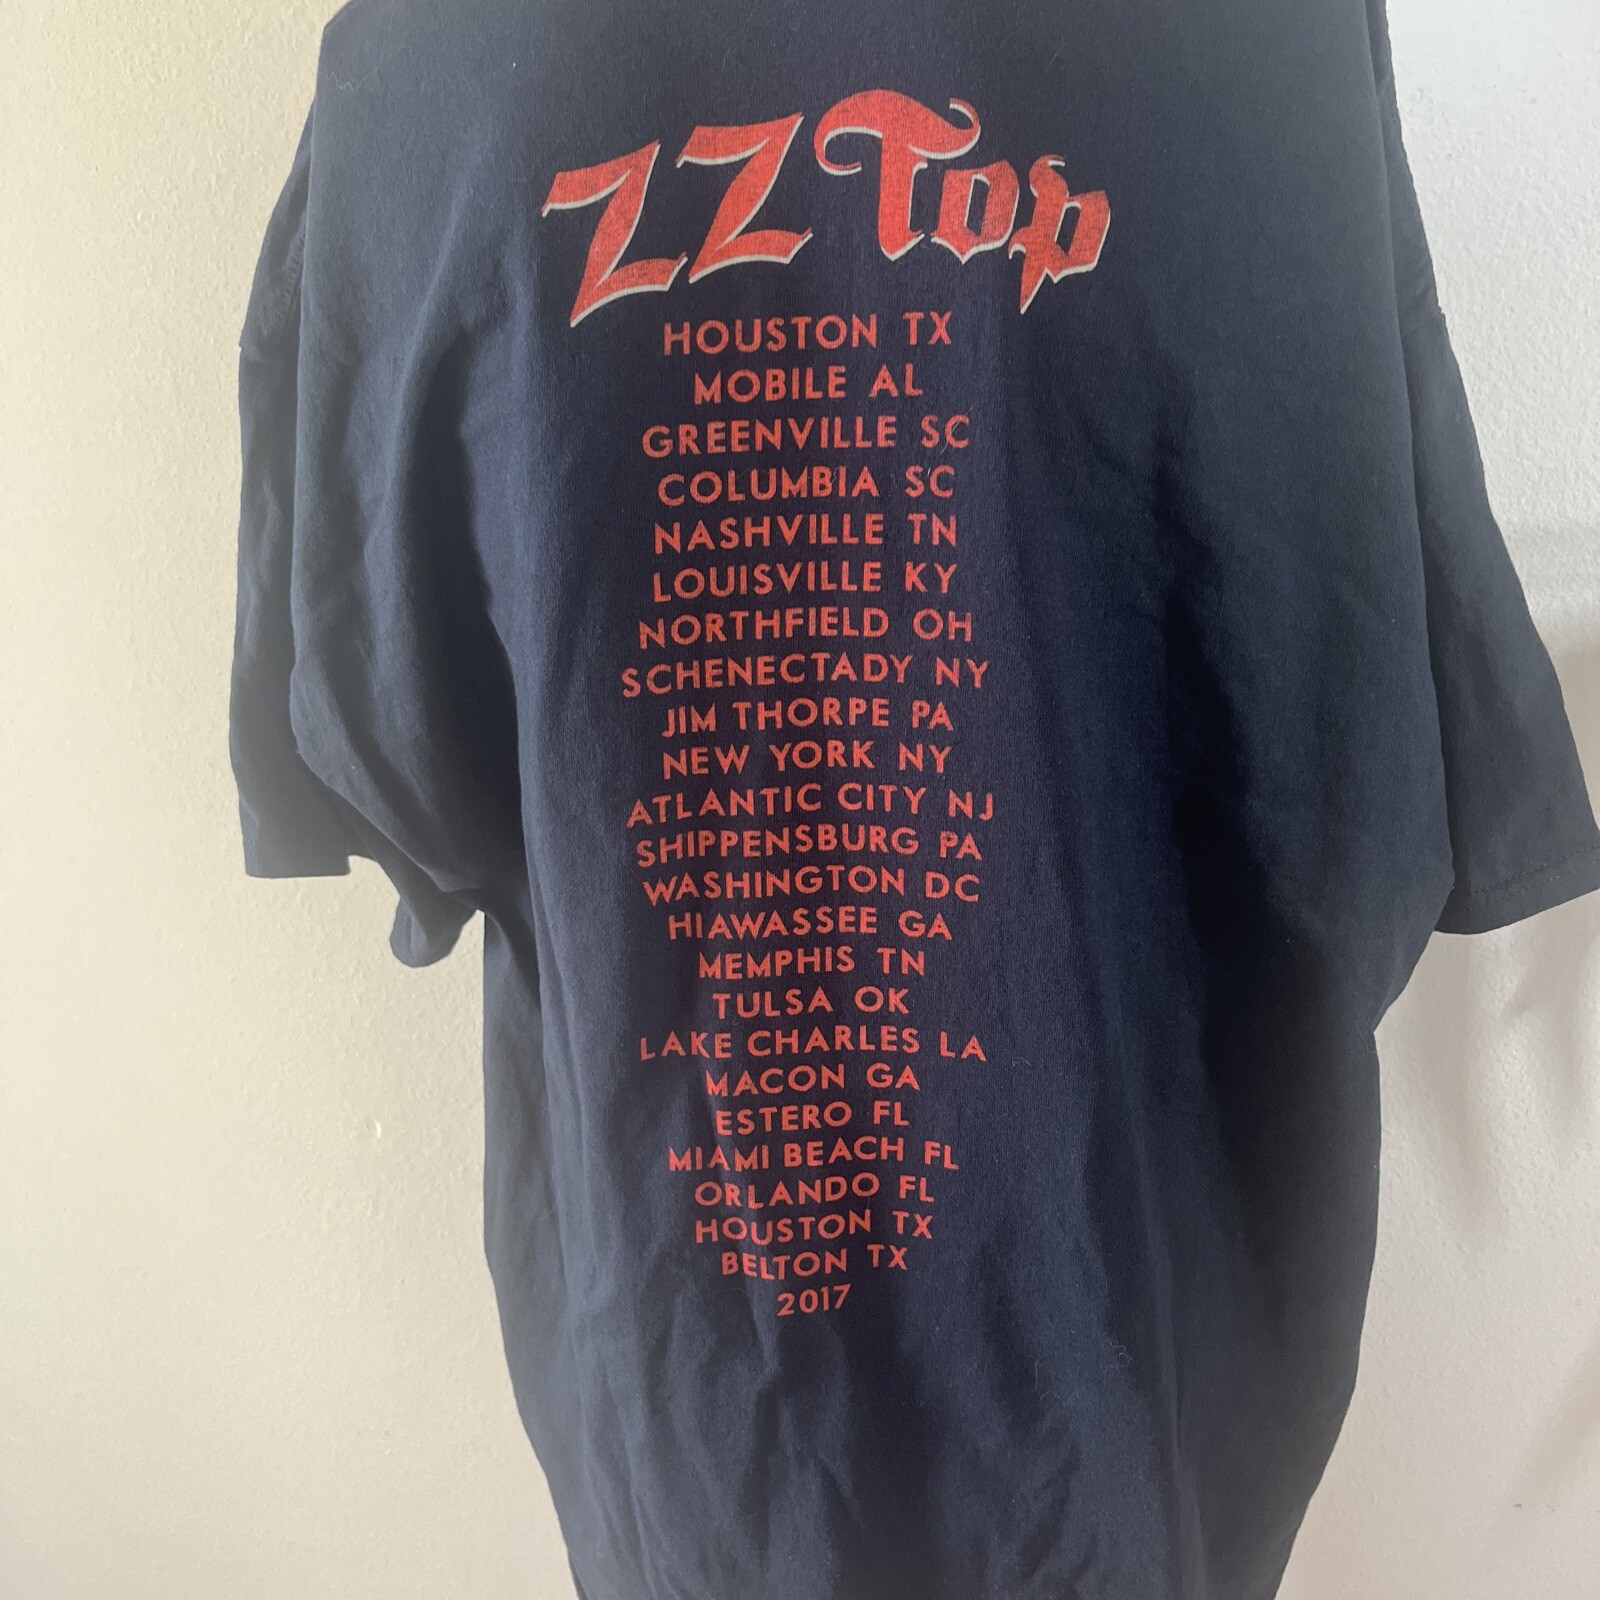 ZZ Top
HOUSTON TX
MOBILE AL
GREENVILLE SC
COLUMBIA SC
NASHVILLE TN
LOUISVILLE KY
NORTHFIELD OH
SCHENECTADY NY
JIM THORPE PA
NEW YORK NY
ATLANTIC CITY NJ
SHIPPENSBURG PA
WASHINGTON DC
HIAWASSEE GA
MEMPHIS TN
TULSA OK
LAKE CHARLES LA
MACON GA
ESTERO FL
MIAMI BEACH FL
ORLANDO FL
HOUSTON TX
BELTON TX
2017